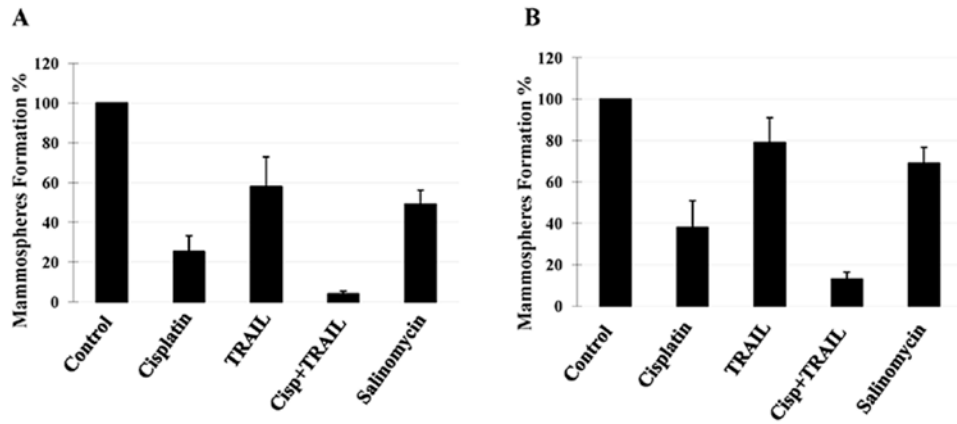 A
Mammospheres Formation %
120
100
80
60
40
20
0
Control
Cisplatin
TRAIL
Cisp+TRAIL
Salinomycin
B
Mammospheres Formation %
120
100
80
60
40
20
0
Control
Cisplatin
TRAIL
Cisp+TRAIL
Salinomycin